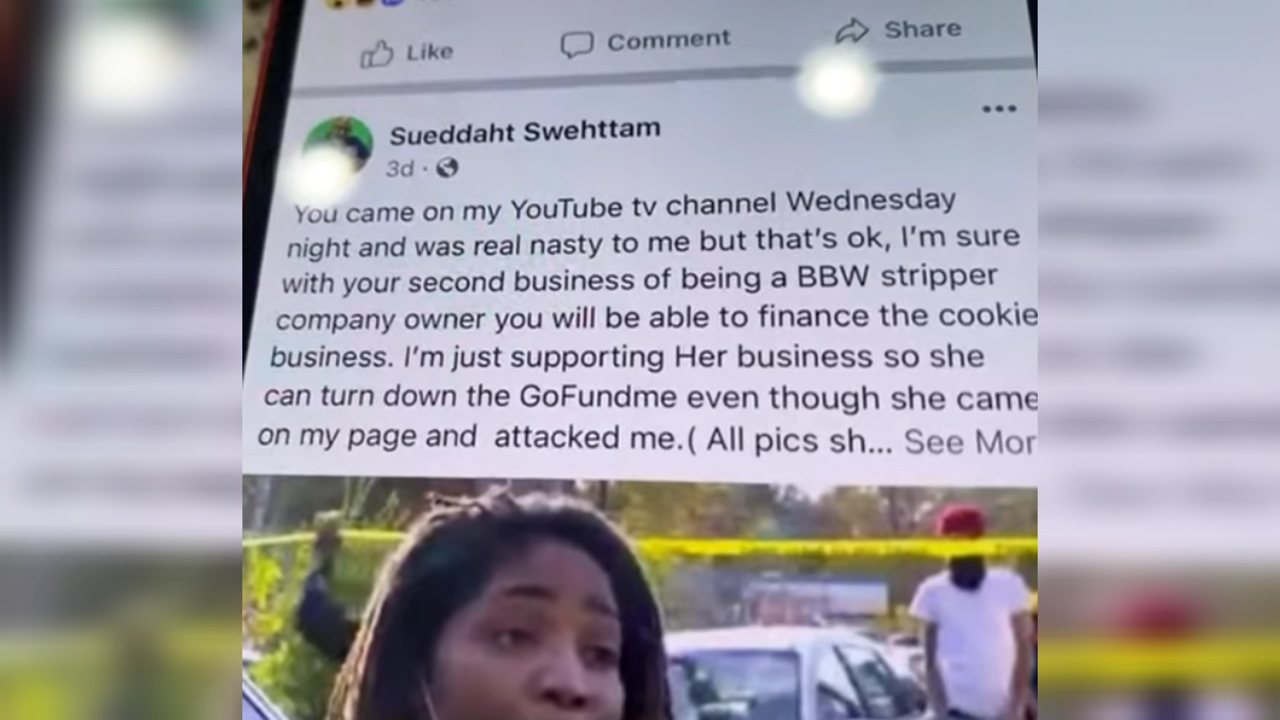 Like Comment Share
Sueddaht Swehttam
3d ·
You came on my YouTube tv channel Wednesday
night and was real nasty to me but that's ok, I'm sure
with your second business of being a BBW stripper
company owner you will be able to finance the cookie
business. I'm just supporting Her business so she
can turn down the GoFundme even though she came
on my page and attacked me.( All pics sh... See Mor